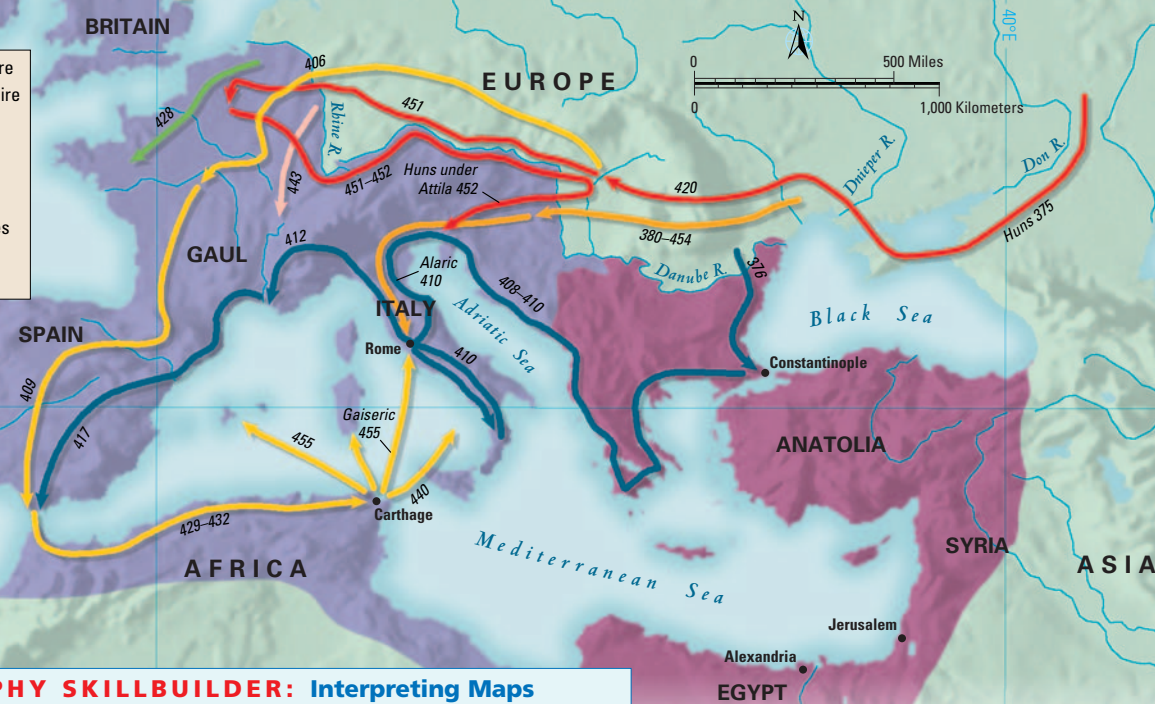 BRITAIN
re
ire
es
406
EUROPE
N
0
500 Miles
0
1,000 Kilometers
40°E
428
451
Rhine R.
443
451–452
Huns under
Attila 452
420
Dnieper R.
Don R.
Huns 375
380–454
GAUL
412
Alaric
410
408–410
Danube R.
376
ITALY
Adriatic Sea
Black Sea
SPAIN
Rome
410
Constantinople
409
417
Gaiseric
455
455
ANATOLIA
440
Carthage
429–432
AFRICA
Mediterranean Sea
SYRIA
ASIA
Jerusalem
Alexandria
EGYPT
PHY SKILLBUILDER: Interpreting Maps